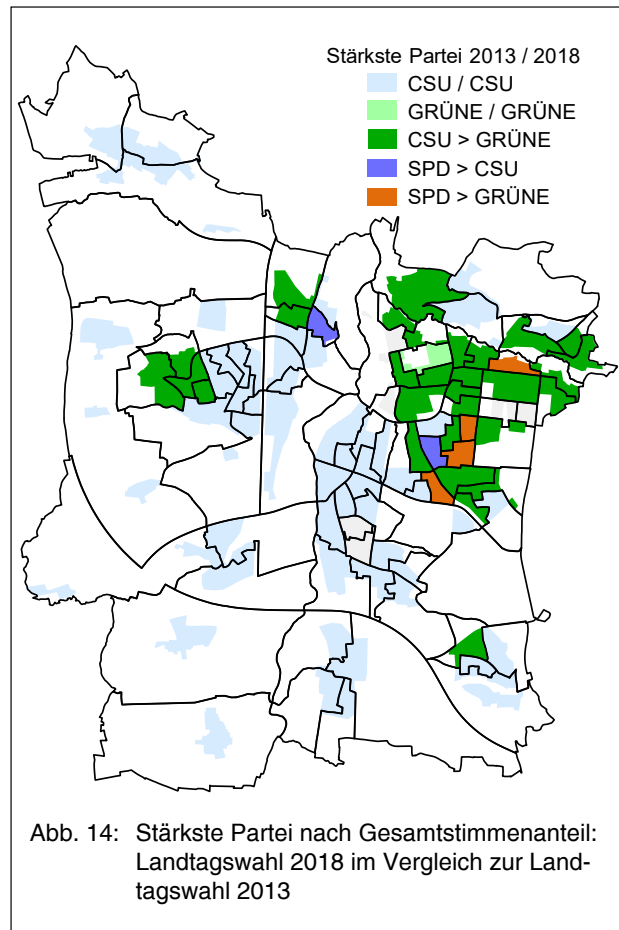 Stärkste Partei 2013 / 2018
CSU / CSU
GRÜNE / GRÜNE
CSU > GRÜNE
SPD > CSU
SPD > GRÜNE
Abb. 14: Stärkste Partei nach Gesamtstimmenanteil:
Landtagswahl 2018 im Vergleich zur Land-
tagswahl 2013